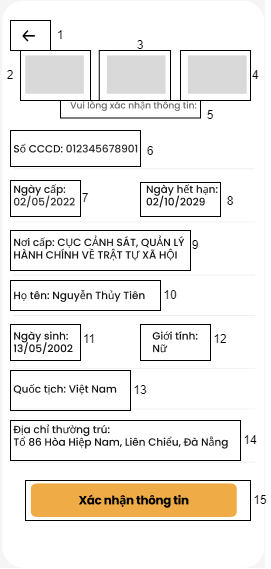 1
3
2
4
Vui lòng xác nhận thông tin:
5
Số CCCD: 012345678901
6
Ngày cấp:
02/05/2022
7
Ngày hết hạn:
02/10/2029
8
Nơi cấp: CỤC CẢNH SÁT, QUẢN LÝ
HÀNH CHÍNH VỀ TRẬT TỰ XÃ HỘI
9
Họ tên: Nguyễn Thủy Tiên
10
Ngày sinh:
13/05/2002
11
Giới tính:
Nữ
12
Quốc tịch: Việt Nam
13
Địa chỉ thường trú:
Tổ 86 Hòa Hiệp Nam, Liên Chiểu, Đà Nẵng
14
Xác nhận thông tin
15